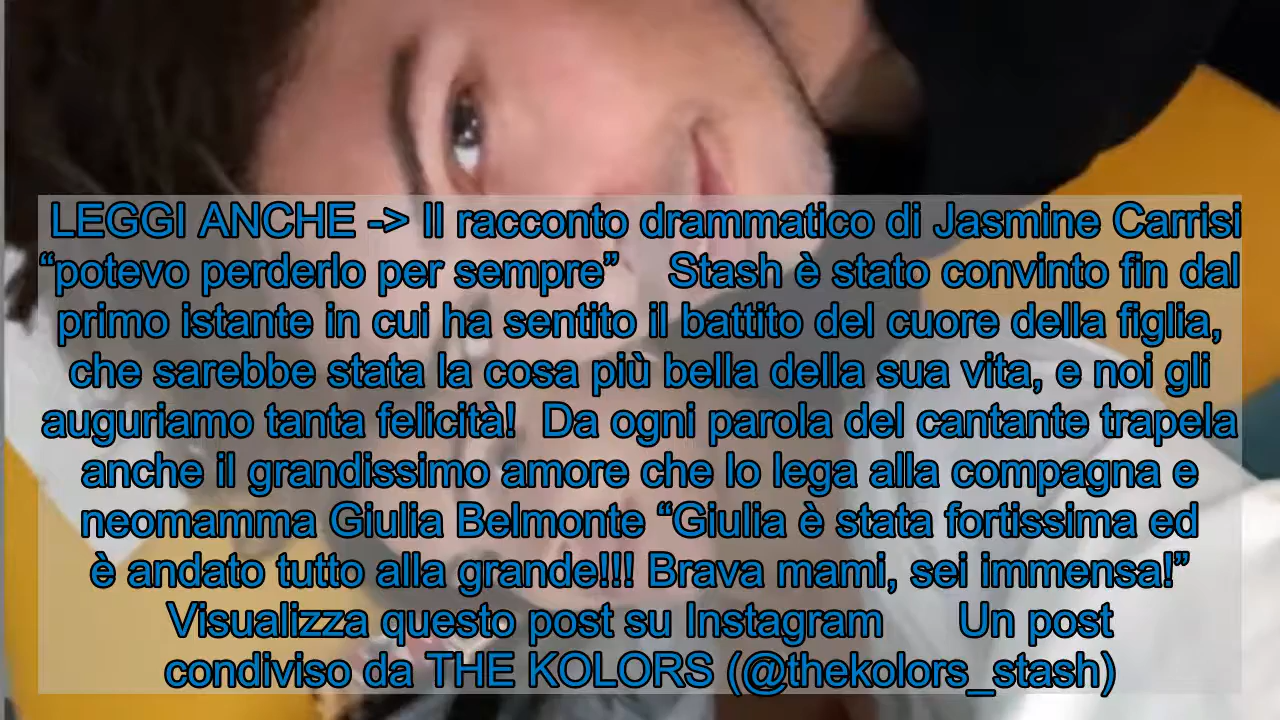 LEGGI ANCHE -> Il racconto drammatico di Jasmine Carrisi
“potevo perderlo per sempre” Stash è stato convinto fin dal
primo istante in cui ha sentito il battito del cuore della figlia,
che sarebbe stata la cosa più bella della sua vita, e noi gli
auguriamo tanta felicità! Da ogni parola del cantante trapela
anche il grandissimo amore che lo lega alla compagna e
neomamma Giulia Belmonte “Giulia è stata fortissima ed
è andato tutto alla grande!!! Brava mami, sei immensa!”
Visualizza questo post su Instagram Un post
condiviso da THE KOLORS (@thekolors_stash)